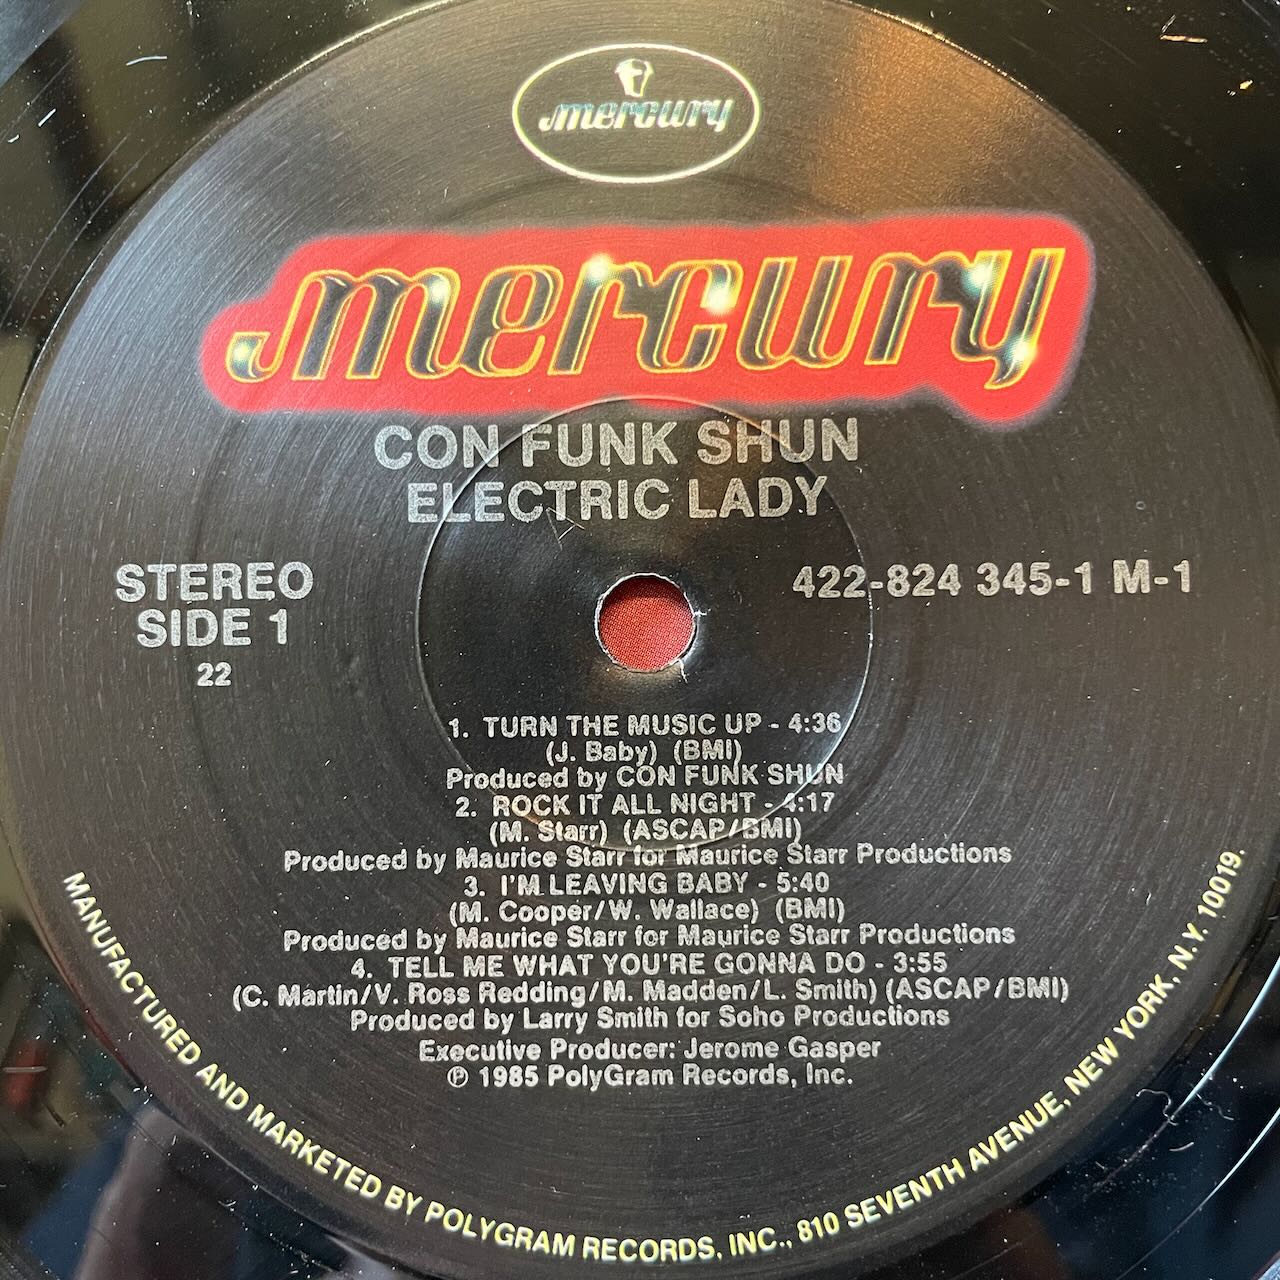 mercury
mercury
CON FUNK SHUN
ELECTRIC LADY
STEREO
SIDE 1
22
422-824 345-1 M-1
1. TURN THE MUSIC UP - 4:36
(J. Baby) (BMI)
Produced by CON FUNK SHUN
2. ROCK IT ALL NIGHT - 4:17
(M. Starr) (ASCAP/BMI)
Produced by Maurice Starr for Maurice Starr Productions
3. I'M LEAVING BABY - 5:40
(M. Cooper/W. Wallace) (BMI)
Produced by Maurice Starr for Maurice Starr Productions
4. TELL ME WHAT YOU'RE GONNA DO - 3:55
(C. Martin/V. Ross Redding/M. Madden/L. Smith) (ASCAP/BMI)
Produced by Larry Smith for Soho Productions
Executive Producer: Jerome Gasper
℗ 1985 PolyGram Records, Inc.
MANUFACTURED AND MARKETED BY POLYGRAM RECORDS, INC., 810 SEVENTH AVENUE, NEW YORK, N.Y. 10019.